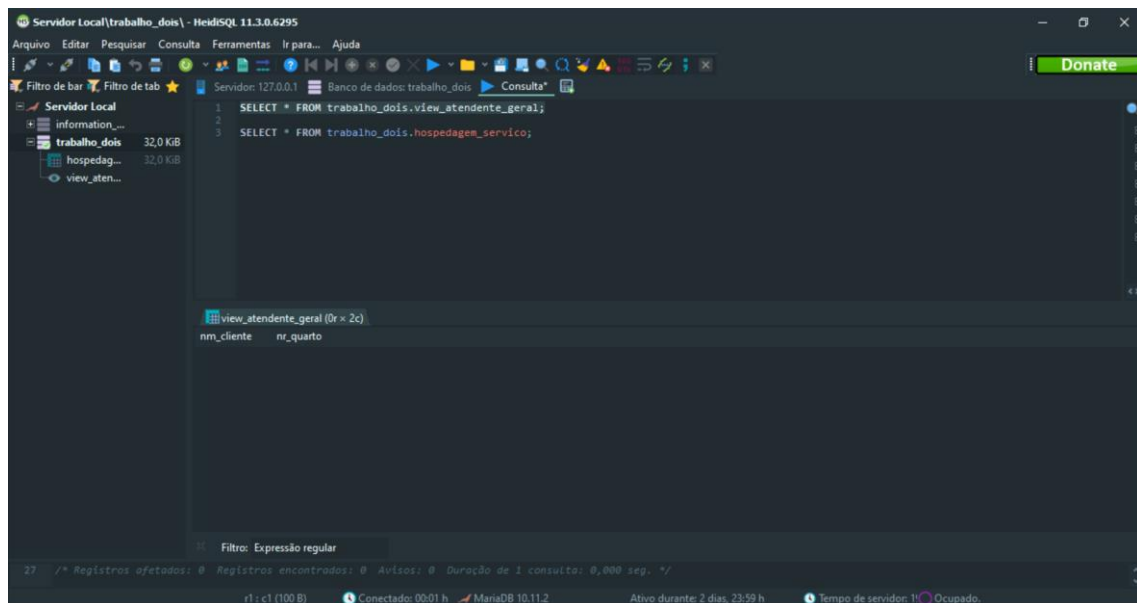 Servidor Local\trabalho_dois\ - HeidiSQL 11.3.0.6295
Arquivo Editar Pesquisar Consulta Ferramentas Ir para... Ajuda
Donate
Filtro de bar Filtro de tab Servidor: 127.0.0.1 Banco de dados: trabalho_dois Consulta*
Servidor Local
information_...
trabalho_dois 32,0 KiB
hospedag... 32,0 KiB
view_aten...
1 SELECT * FROM trabalho_dois.view_atendente_geral;
2
3 SELECT * FROM trabalho_dois.hospedagem_servico;
view_atendente_geral (0r × 2c)
nm_cliente nr_quarto
Filtro: Expressão regular
27 /* Registros afetados: 0 Registros encontrados: 0 Avisos: 0 Duração de 1 consulta: 0,000 seg. */
r1 : c1 (100 B) Conectado: 00:01 h MariaDB 10.11.2 Ativo durante: 2 dias, 23:59 h Tempo de servidor: Ocupado.